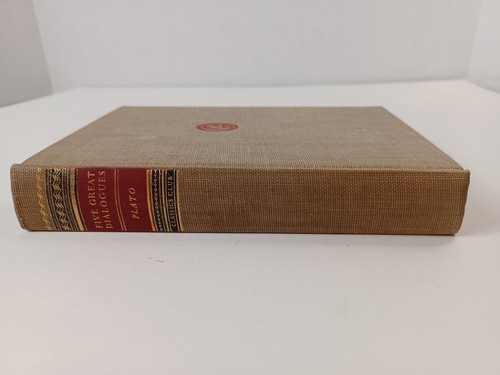 FIVE GREAT
DIALOGUES
PLATO
CLASSICS CLUB